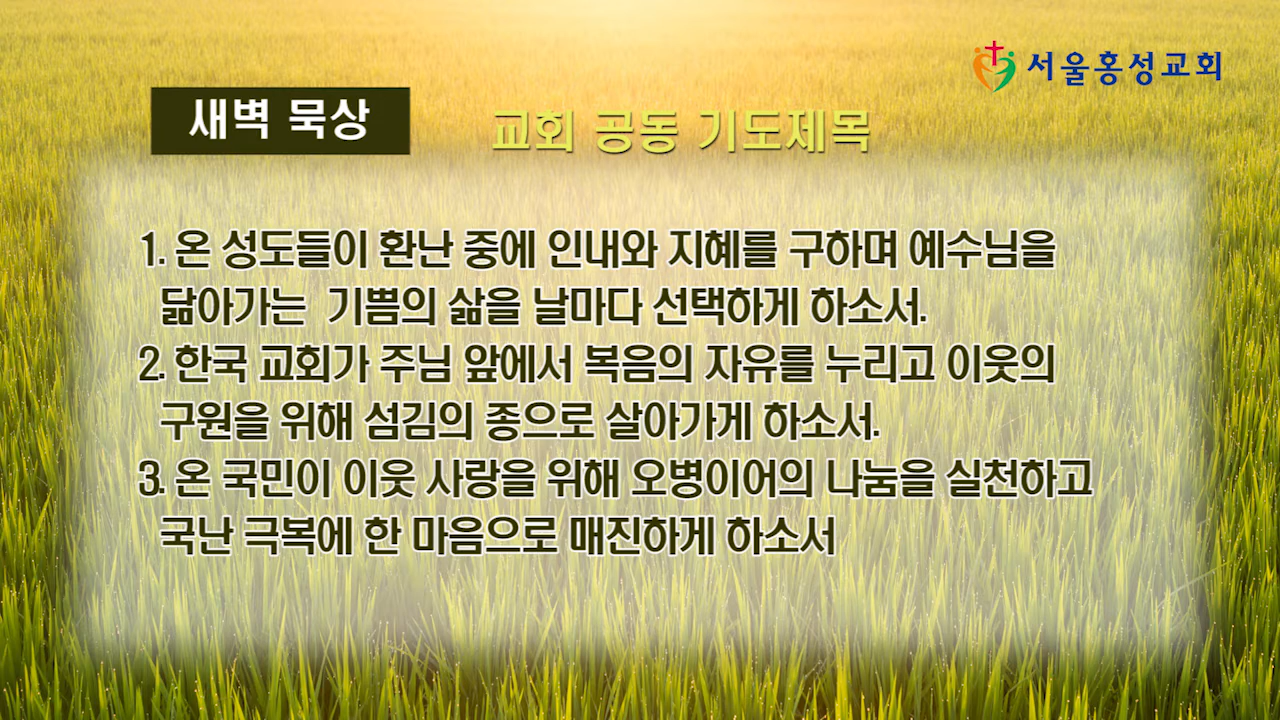 서울홍성교회
새벽 묵상
교회 공동 기도제목
1. 온 성도들이 환난 중에 인내와 지혜를 구하며 예수님을
닮아가는 기쁨의 삶을 날마다 선택하게 하소서.
2. 한국 교회가 주님 앞에서 복음의 자유를 누리고 이웃의
구원을 위해 섬김의 종으로 살아가게 하소서.
3. 온 국민이 이웃 사랑을 위해 오병이어의 나눔을 실천하고
국난 극복에 한 마음으로 매진하게 하소서